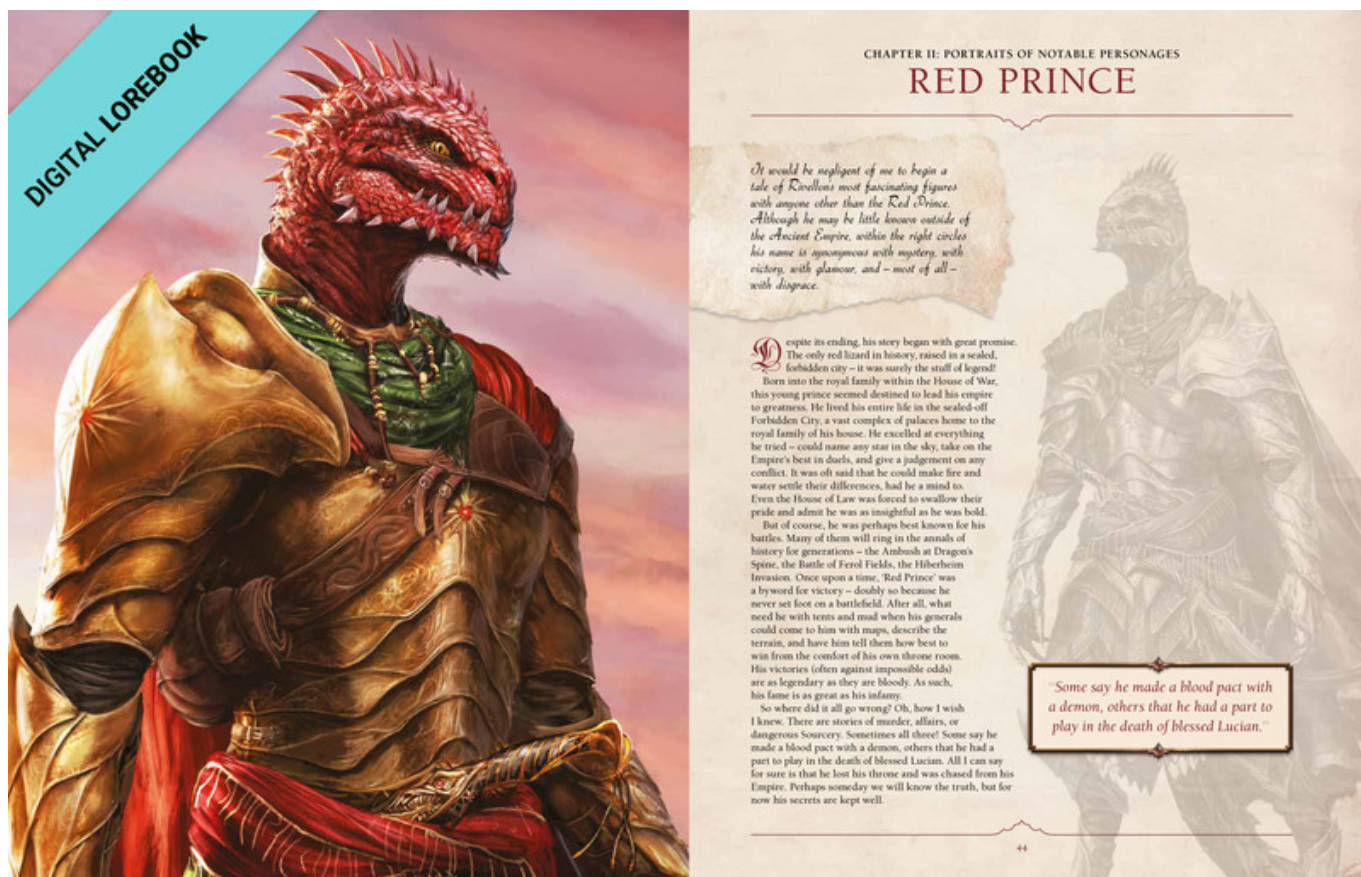 DIGITAL LOREBOOK
CHAPTER II: PORTRAITS OF NOTABLE PERSONAGES
RED PRINCE
It would be negligent of me to begin a
tale of Rivellon's most fascinating figures
with anyone other than the Red Prince.
Although he may be little known outside of
the Ancient Empire, within the right circles
his name is synonymous with mystery, with
victory, with glamour, and – most of all –
with disgrace.
Despite its ending, his story began with great promise.
The only red lizard in history, raised in a sealed,
forbidden city – it was surely the stuff of legend!
Born into the royal family within the House of War,
this young prince seemed destined to lead his empire
to greatness. He lived his entire life in the sealed-off
Forbidden City, a vast complex of palaces home to the
royal family of his house. He excelled at everything
he tried – could name any star in the sky, take on the
Empire's best in duels, and give a judgement on any
conflict. It was oft said that he could make fire and
water settle their differences, had he a mind to.
Even the House of Law was forced to swallow their
pride and admit he was as insightful as he was bold.
But of course, he was perhaps best known for his
battles. Many of them will ring in the annals of
history for generations – the Ambush at Dragon's
Spine, the Battle of Ferol Fields, the Hiberheim
Invasion. Once upon a time, 'Red Prince' was
a byword for victory – doubly so because he
never set foot on a battlefield. After all, what
need he with tents and mud when his generals
could come to him with maps, describe the
terrain, and have him tell them how best to
win from the comfort of his own throne room.
His victories (often against impossible odds)
are as legendary as they are bloody. As such,
his fame is as great as his infamy.
So where did it all go wrong? Oh, how I wish
I knew. There are stories of murder, affairs, or
dangerous Sourcery. Sometimes all three! Some say he
made a blood pact with a demon, others that he had a
part to play in the death of blessed Lucian. All I can say
for sure is that he lost his throne and was chased from his
Empire. Perhaps someday we will know the truth, but for
now his secrets are kept well.
"Some say he made a blood pact with
a demon, others that he had a part to
play in the death of blessed Lucian."
44